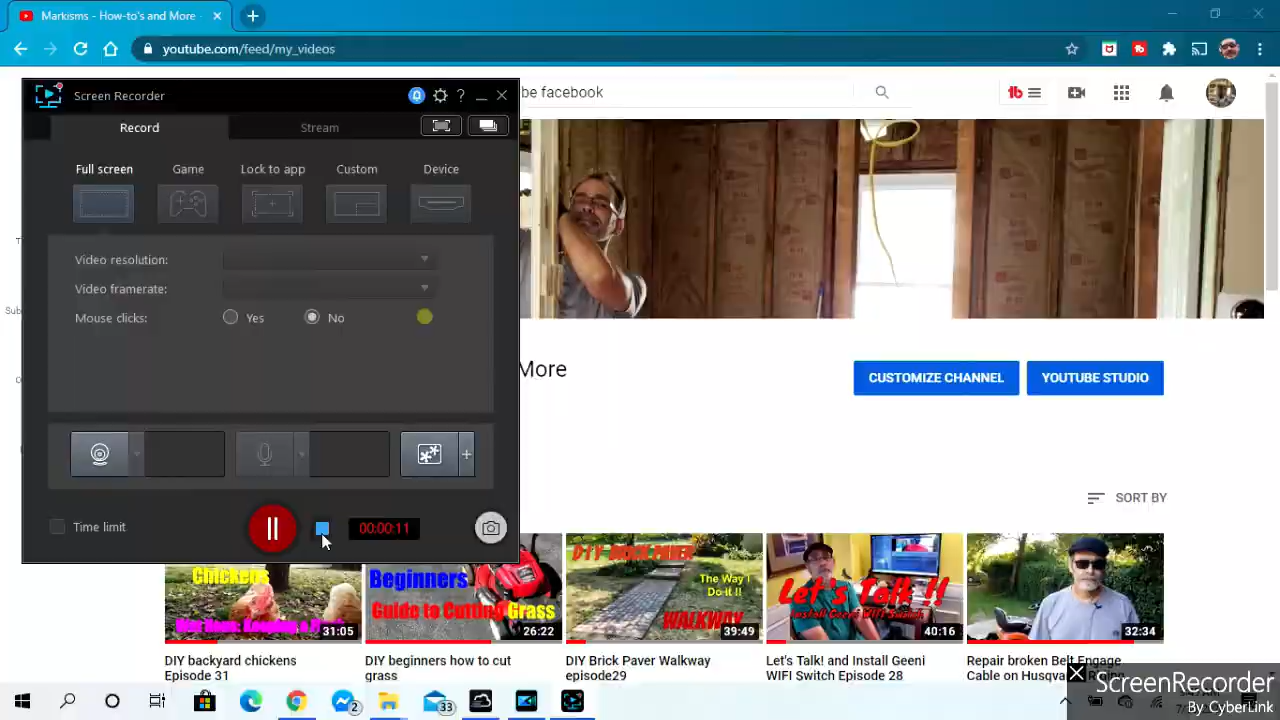 Markisms - How-to's and More -
youtube.com/feed/my_videos
Screen Recorder
?
be facebook
Record
Stream
Full screen
Game
Lock to app
Custom
Device
Video resolution:
Video framerate:
Mouse clicks:
Yes
No
More
CUSTOMIZE CHANNEL
YOUTUBE STUDIO
SORT BY
Time limit
00:00:11
Chickens
31:05
Beginners
Guide to Cutting Grass
26:22
DIY BRICK PAVER
The Way I
Do It !!
WALKWAY
39:49
Let's Talk !!
Install Geeni WIFI Switch
40:16
32:34
DIY backyard chickens
Episode 31
DIY beginners how to cut
grass
DIY Brick Paver Walkway
episode29
Let's Talk! and Install Geeni
WIFI Switch Episode 28
Repair broken Belt Engage
Cable on Husqva
2
33
ScreenRecorder
By CyberLink